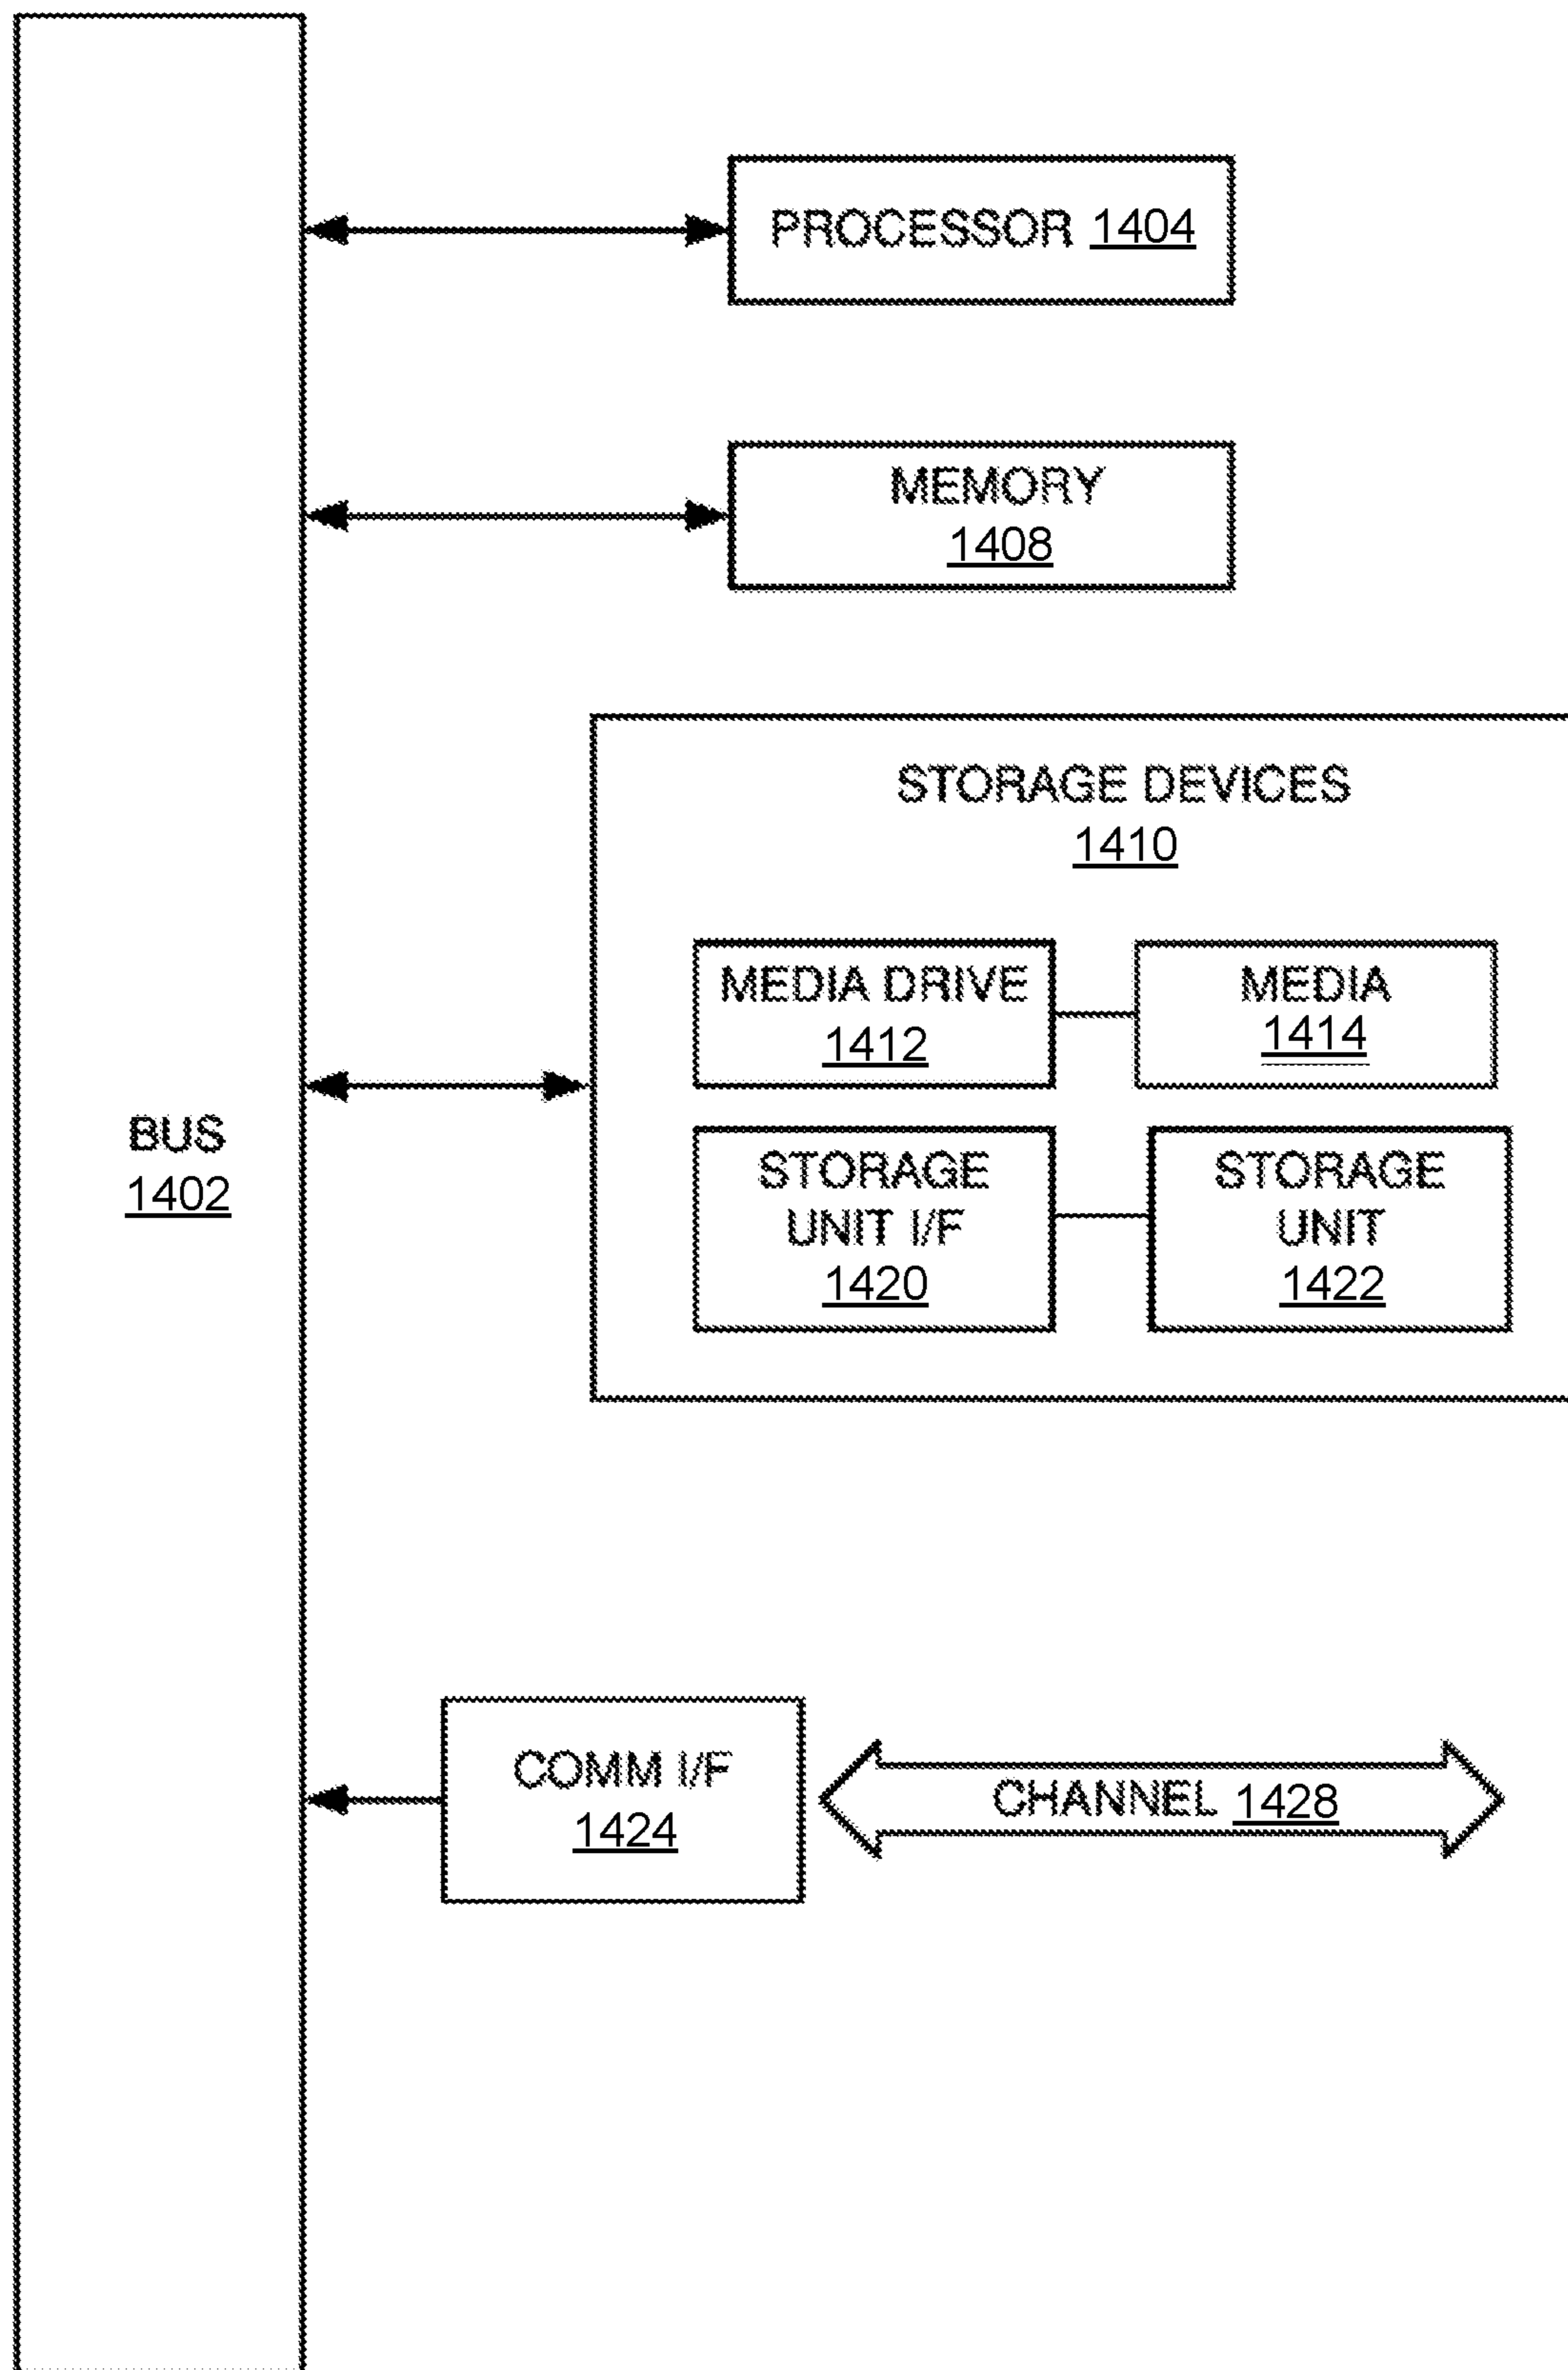 PROCESSOR 1404
MEMORY
1408
STORAGE DEVICES
1410
MEDIA DRIVE
1412
MEDIA
1414
BUS
1402
STORAGE
UNIT I/F
1420
STORAGE
UNIT
1422
COMM I/F
1424
CHANNEL 1428